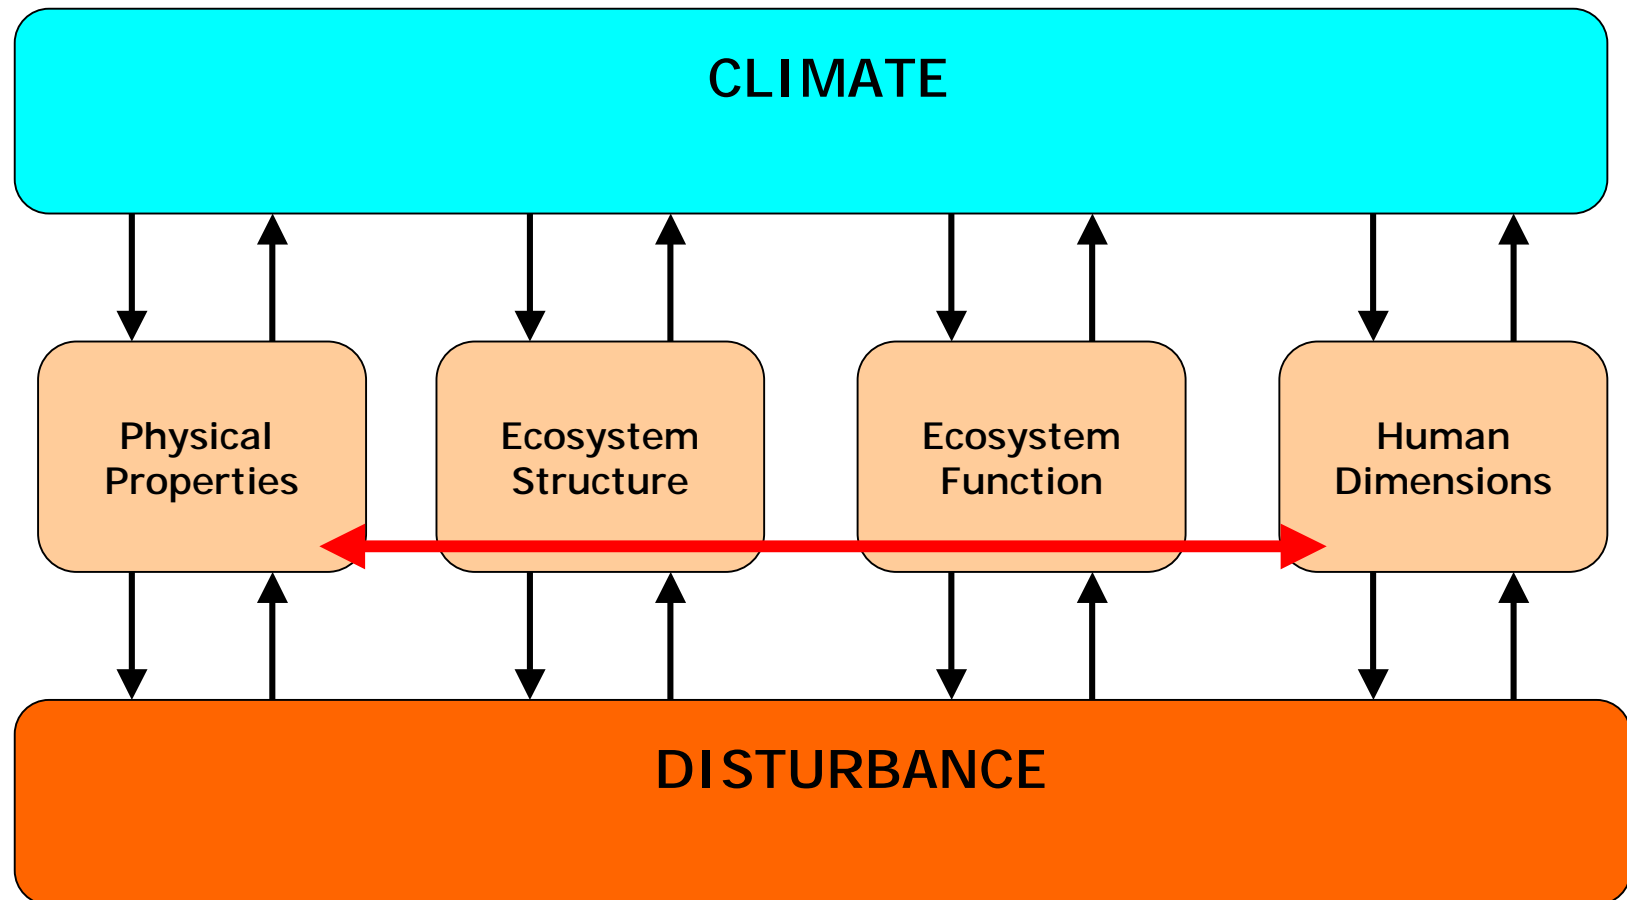 CLIMATE
Physical
Properties
Ecosystem
Structure
Ecosystem
Function
Human
Dimensions
DISTURBANCE